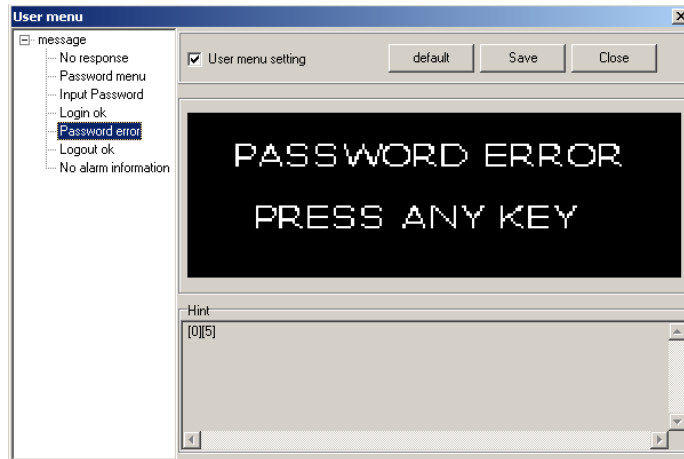 User menu
message
No response
Password menu
Input Password
Login ok
Password error
Logout ok
No alarm information
User menu setting
default
Save
Close
PASSWORD ERROR
PRESS ANY KEY
Hint
[0][5]